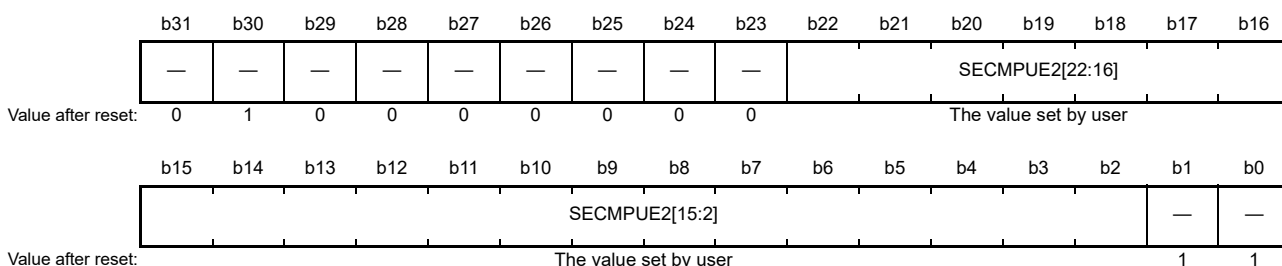 b31 b30 b29 b28 b27 b26 b25 b24 b23 b22 b21 b20 b19 b18 b17 b16
— — — — — — — — — SECMPUE2[22:16]
Value after reset: 0 1 0 0 0 0 0 0 0 The value set by user
b15 b14 b13 b12 b11 b10 b9 b8 b7 b6 b5 b4 b3 b2 b1 b0
SECMPUE2[15:2] — —
Value after reset: The value set by user 1 1